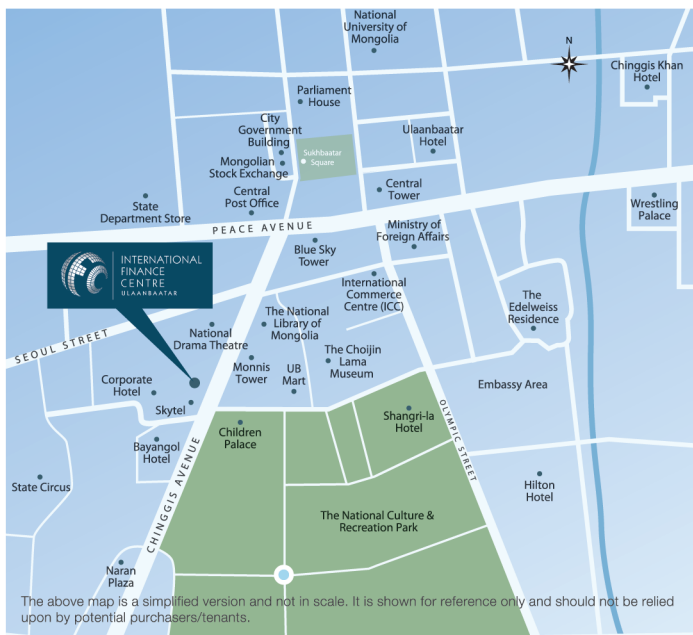 National
University of
Mongolia
N
Chinggis Khan
Hotel
Parliament
House
City
Government
Building
Ulaanbaatar
Hotel
Sukhbaatar
Square
Mongolian
Stock Exchange
Central
Post Office
Central
Tower
State
Department Store
Wrestling
Palace
PEACE AVENUE
Ministry of
Foreign Affairs
Blue Sky
Tower
INTERNATIONAL
FINANCE
CENTRE
ULAANBAATAR
International
Commerce
Centre (ICC)
The
Edelweiss
Residence
The National
Library of
Mongolia
National
Drama Theatre
SEOUL STREET
The Choijin
Lama
Museum
Monnis
Tower
UB
Mart
Corporate
Hotel
Embassy Area
Skytel
Shangri-la
Hotel
OLYMPIC STREET
Children
Palace
Bayangol
Hotel
CHINGGIS AVENUE
State Circus
Hilton
Hotel
The National Culture &
Recreation Park
Naran
Plaza
The above map is a simplified version and not in scale. It is shown for reference only and should not be relied
upon by potential purchasers/tenants.